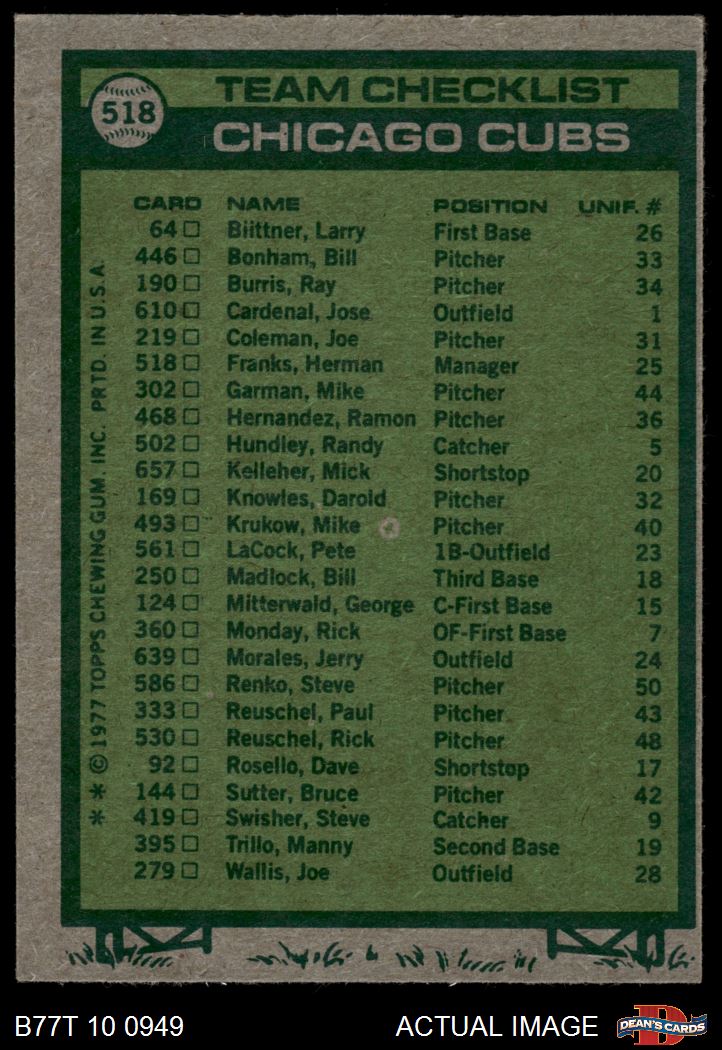 518
TEAM CHECKLIST
CHICAGO CUBS
CARD NAME POSITION UNIF. #
64 Biittner, Larry First Base 26
446 Bonham, Bill Pitcher 33
190 Burris, Ray Pitcher 34
610 Cardenal, Jose Outfield 1
219 Coleman, Joe Pitcher 31
518 Franks, Herman Manager 25
302 Garman, Mike Pitcher 44
468 Hernandez, Ramon Pitcher 36
502 Hundley, Randy Catcher 5
657 Kelleher, Mick Shortstop 20
169 Knowles, Darold Pitcher 32
493 Krukow, Mike Pitcher 40
561 LaCock, Pete 1B-Outfield 23
250 Madlock, Bill Third Base 18
124 Mitterwald, George C-First Base 15
360 Monday, Rick OF-First Base 7
639 Morales, Jerry Outfield 24
586 Renko, Steve Pitcher 50
333 Reuschel, Paul Pitcher 43
530 Reuschel, Rick Pitcher 48
92 Rosello, Dave Shortstop 17
144 Sutter, Bruce Pitcher 42
419 Swisher, Steve Catcher 9
395 Trillo, Manny Second Base 19
279 Wallis, Joe Outfield 28
* * © 1977 TOPPS CHEWING GUM, INC. PRTD. IN U.S.A.
B77T 10 0949 ACTUAL IMAGE
D
DEAN'S CARDS